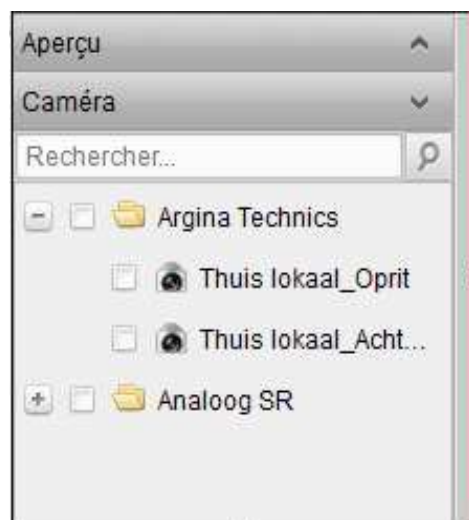 Aperçu
Caméra
Rechercher...
Argina Technics
Thuis lokaal_Oprit
Thuis lokaal_Acht...
Analoog SR